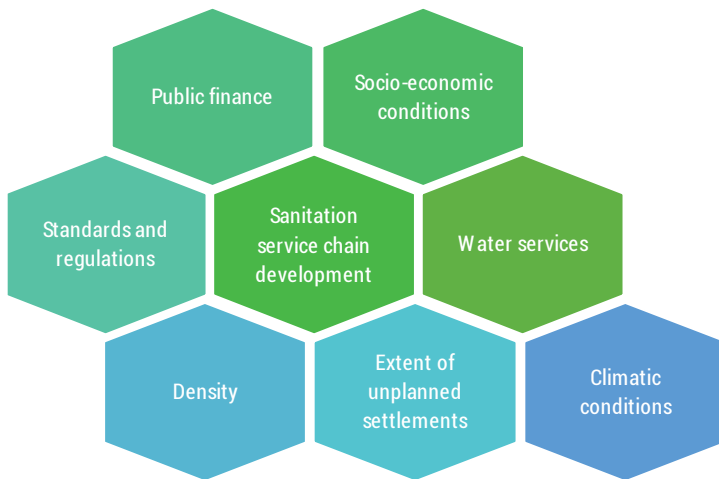 Public finance
Socio-economic
conditions
Standards and
regulations
Sanitation
service chain
development
Water services
Density
Extent of
unplanned
settlements
Climatic
conditions